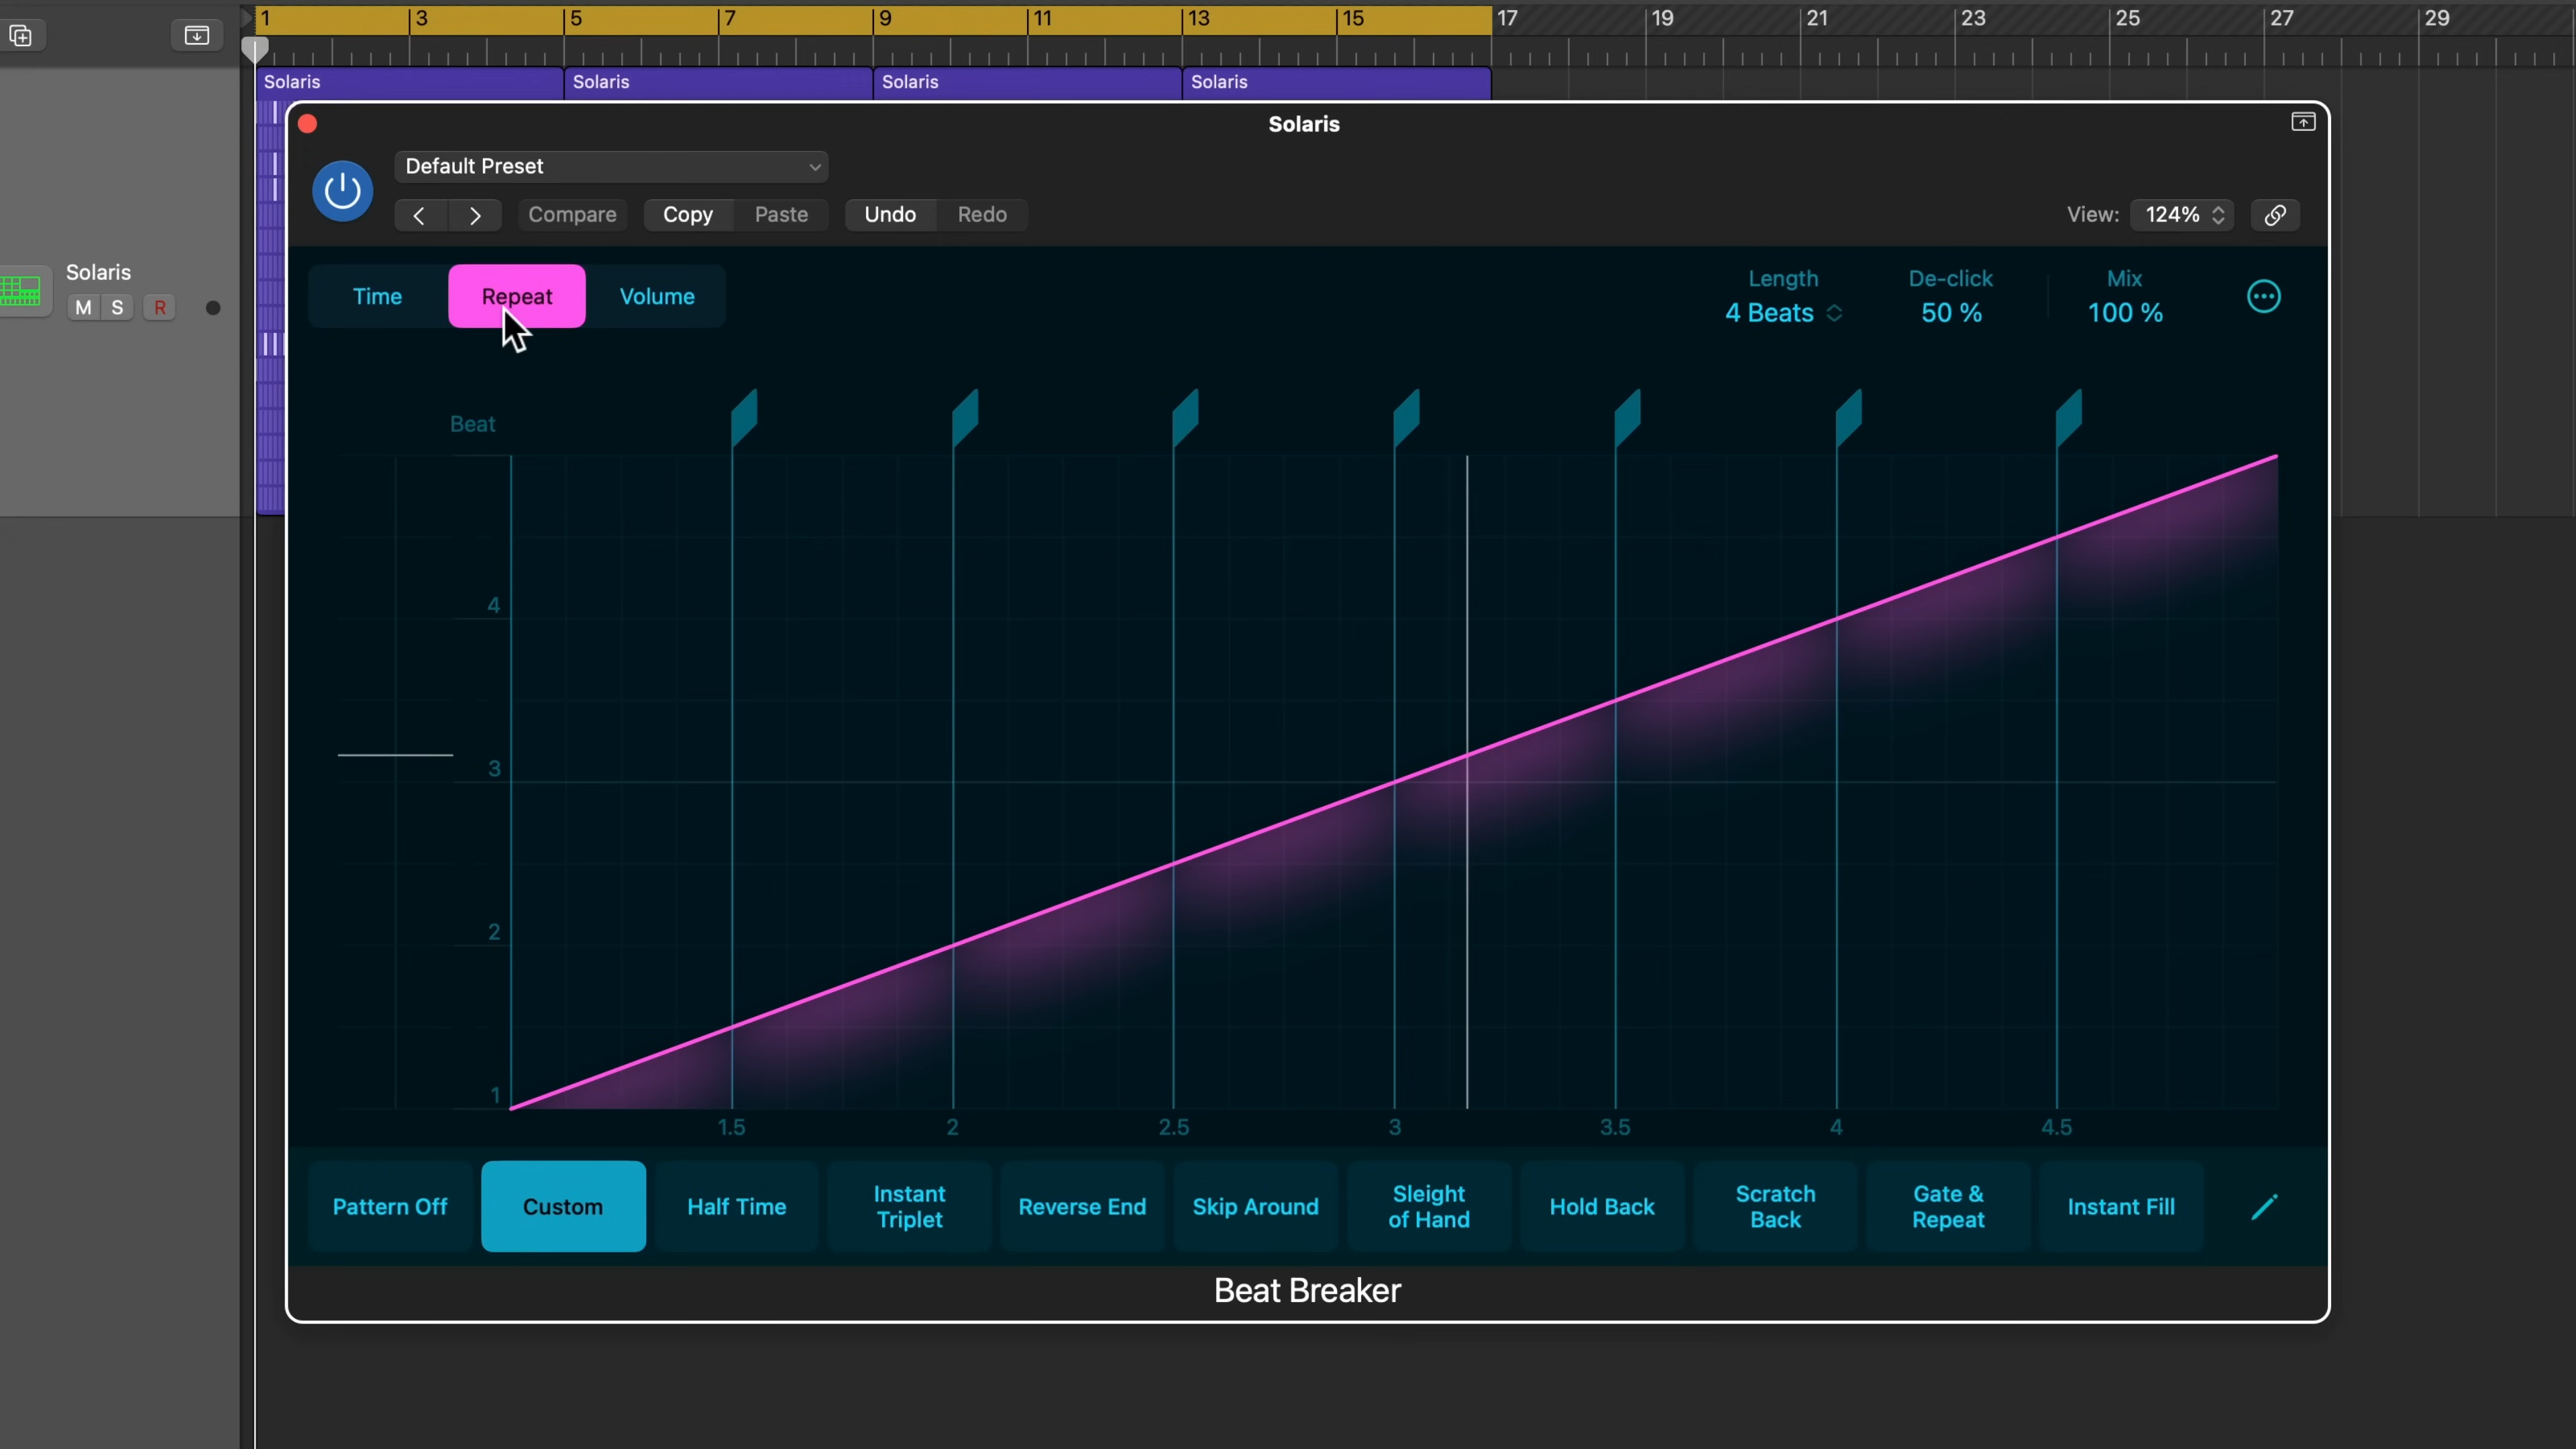 1 3 5 7 9 11 13 15 17 19 21 23 25 27 29
Solaris Solaris Solaris Solaris
Solaris
Default Preset
Compare Copy Paste Undo Redo View: 124%
Solaris
M S R
Time Repeat Volume
Length De-click Mix
4 Beats 50 % 100 %
Beat
4
3
2
1
1.5 2 2.5 3 3.5 4 4.5
Pattern Off Custom Half Time Instant Triplet Reverse End Skip Around Sleight of Hand Hold Back Scratch Back Gate & Repeat Instant Fill
Beat Breaker